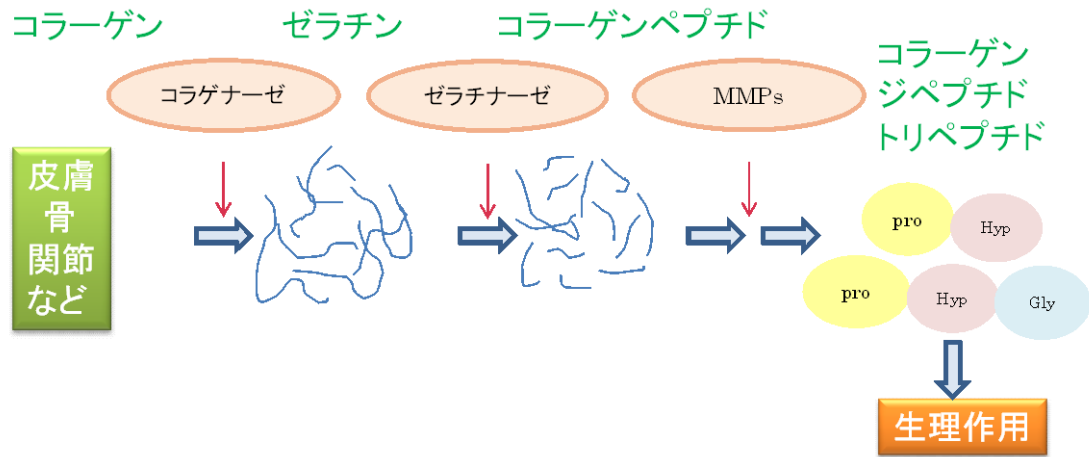 コラーゲン
ゼラチン
コラーゲンペプチド
コラーゲン
ジペプチド
トリペプチド
コラゲナーゼ
ゼラチナーゼ
MMPs
皮膚
骨
関節
など
pro
Hyp
pro
Hyp
Gly
生理作用